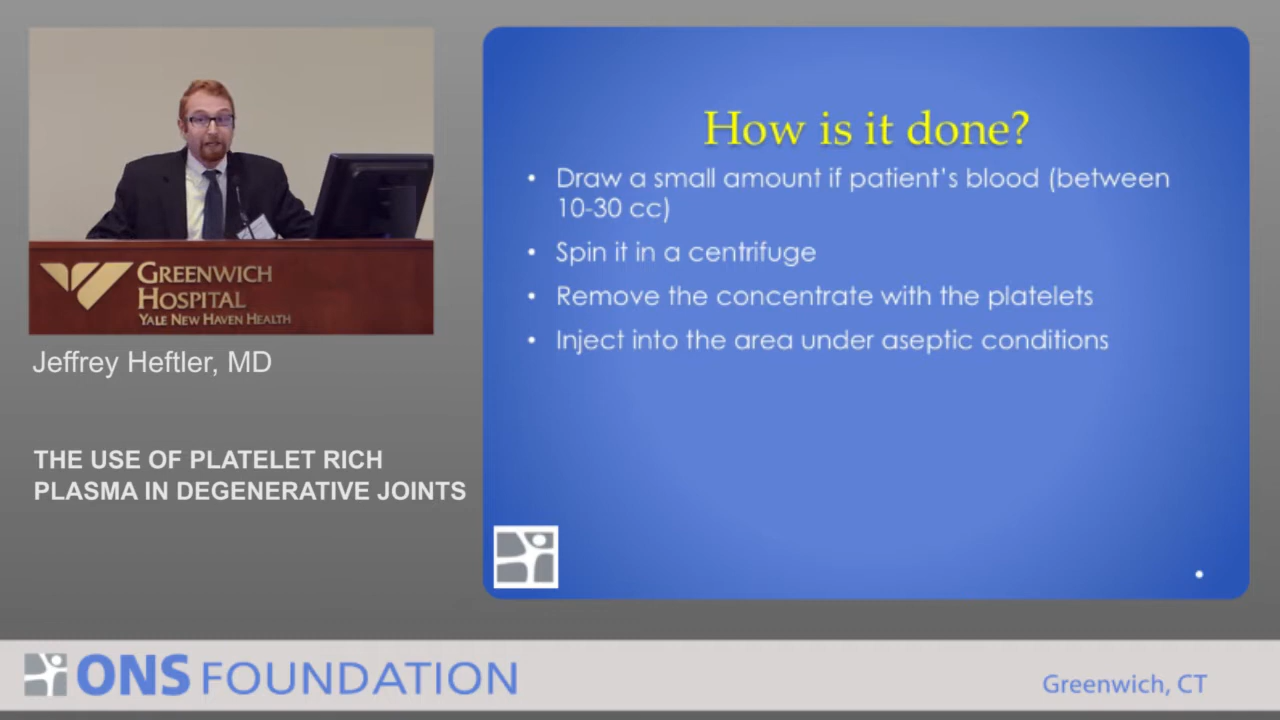 GREENWICH
HOSPITAL
YALE NEW HAVEN HEALTH
Jeffrey Heftler, MD
THE USE OF PLATELET RICH
PLASMA IN DEGENERATIVE JOINTS
How is it done?
• Draw a small amount if patient's blood (between
10-30 cc)
• Spin it in a centrifuge
• Remove the concentrate with the platelets
• Inject into the area under aseptic conditions
ONS FOUNDATION
Greenwich, CT